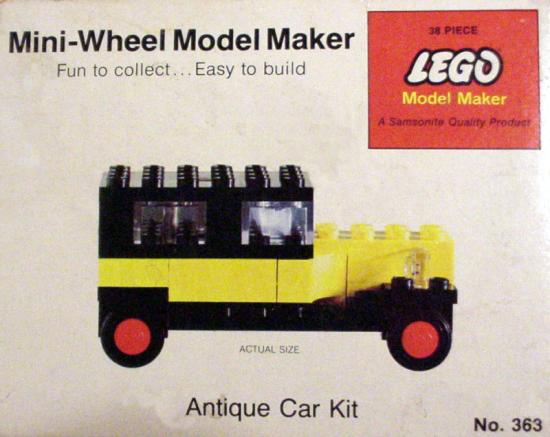 Mini-Wheel Model Maker
Fun to collect...Easy to build
38 PIECE
LEGO
Model Maker
A Samsonite Quality Product
ACTUAL SIZE
Antique Car Kit
No. 363